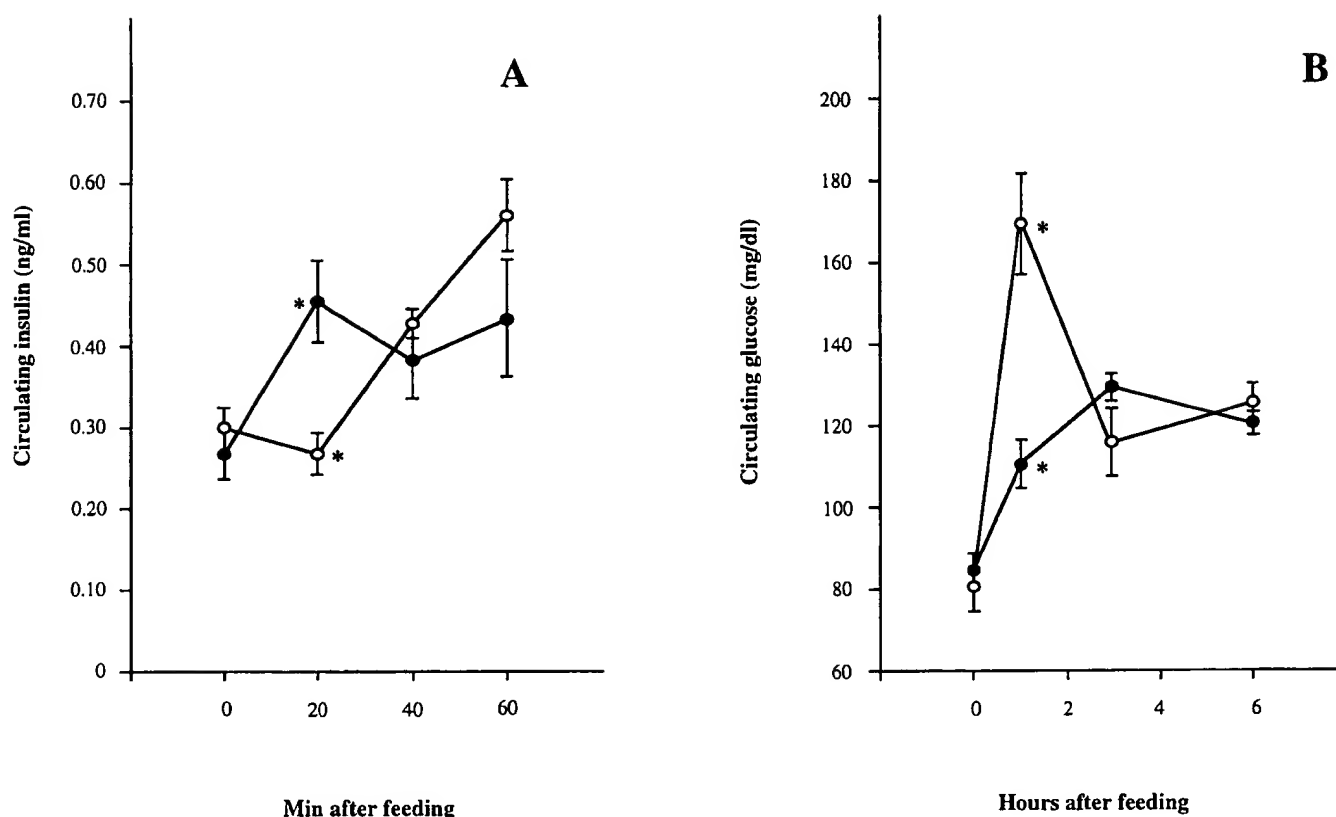 A
Circulating insulin (ng/ml)
0.70
0.60
0.50
0.40
0.30
0.20
0.10
0
*
*
0 20 40 60
Min after feeding
B
Circulating glucose (mg/dl)
200
180
160
140
120
100
80
60
*
*
0 2 4 6
Hours after feeding